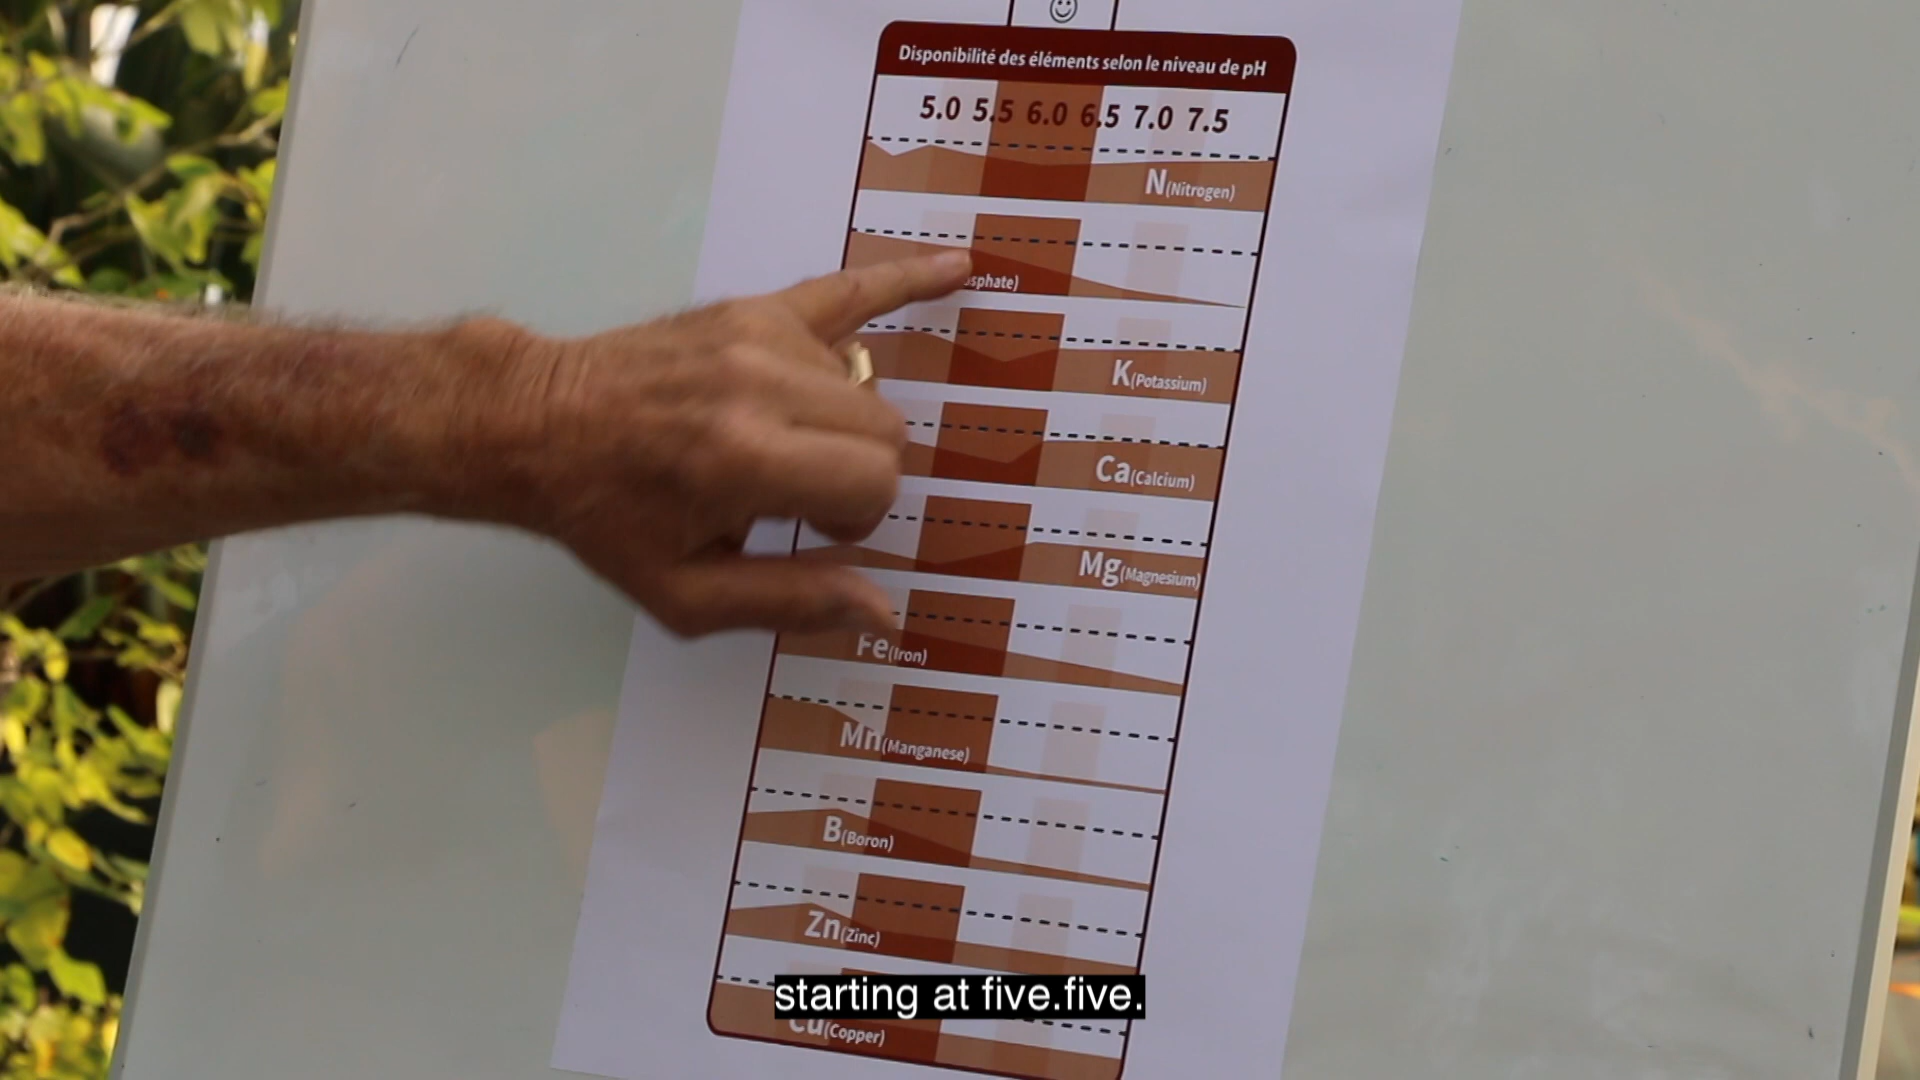 Disponibilité des éléments selon le niveau de pH
5.0 5.5 6.0 6.5 7.0 7.5
N(Nitrogen)
K(Potassium)
Ca(Calcium)
Mg(Magnesium)
Fe(Iron)
Mn(Manganese)
B(Boron)
Zn(Zinc)
starting at five.five.
Cu(Copper)